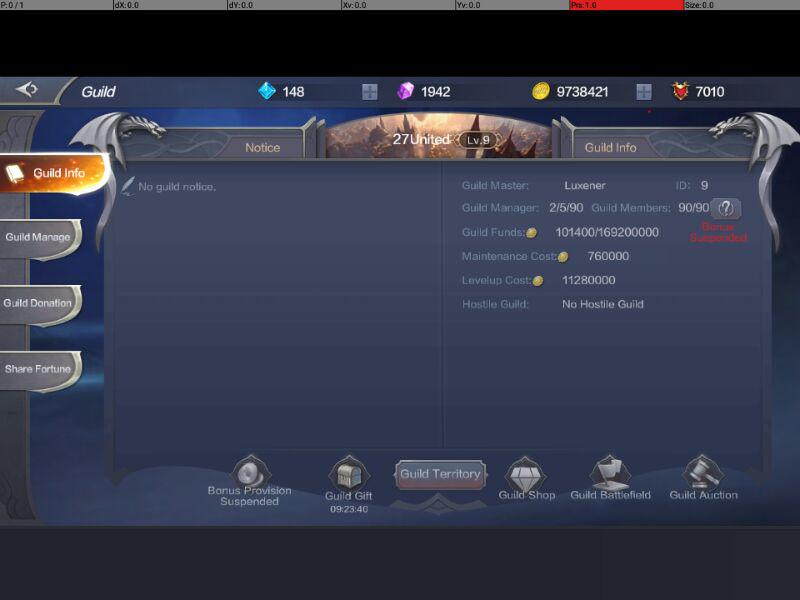 P: 0 / 1 dX: 0.0 dY: 0.0 Xv: 0.0 Yv: 0.0 Prs: 1.0 Size: 0.0
Guild 148 1942 9738421 7010
Notice 27United Lv.9 Guild Info
Guild Info
Guild Manage
Guild Donation
Share Fortune
No guild notice.
Guild Master: Luxener ID: 9
Guild Manager: 2/5/90 Guild Members: 90/90
Bonus
Suspended
Guild Funds: 101400/169200000
Maintenance Cost: 760000
Levelup Cost: 11280000
Hostile Guild: No Hostile Guild
Bonus Provision
Suspended
Guild Gift
09:23:40
Guild Territory
Guild Shop
Guild Battlefield
Guild Auction